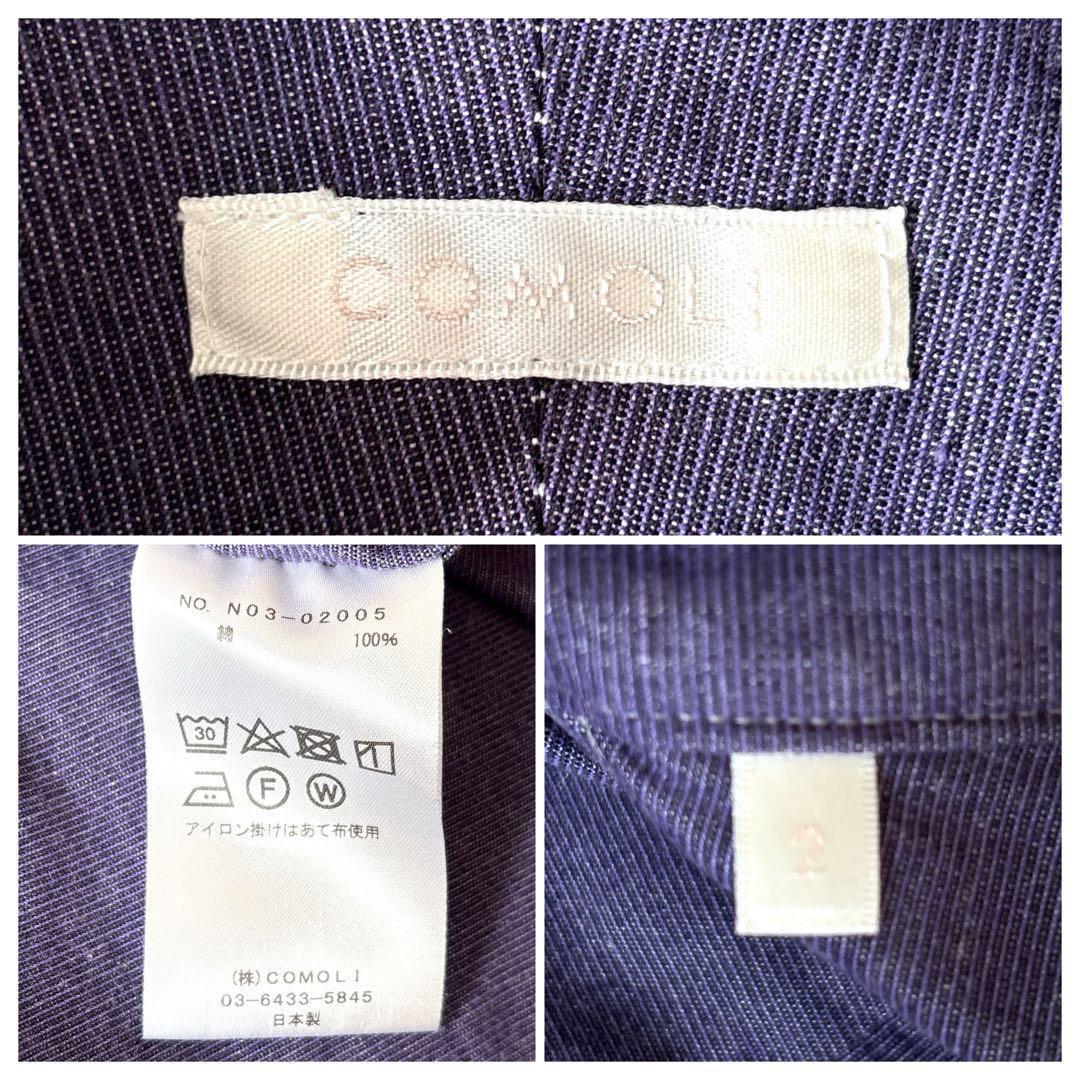 COMOLI
NO. N03-02005
綿 100%
30
F
W
アイロン掛けはあて布使用
(株)COMOLI
03-6433-5845
日本製
2